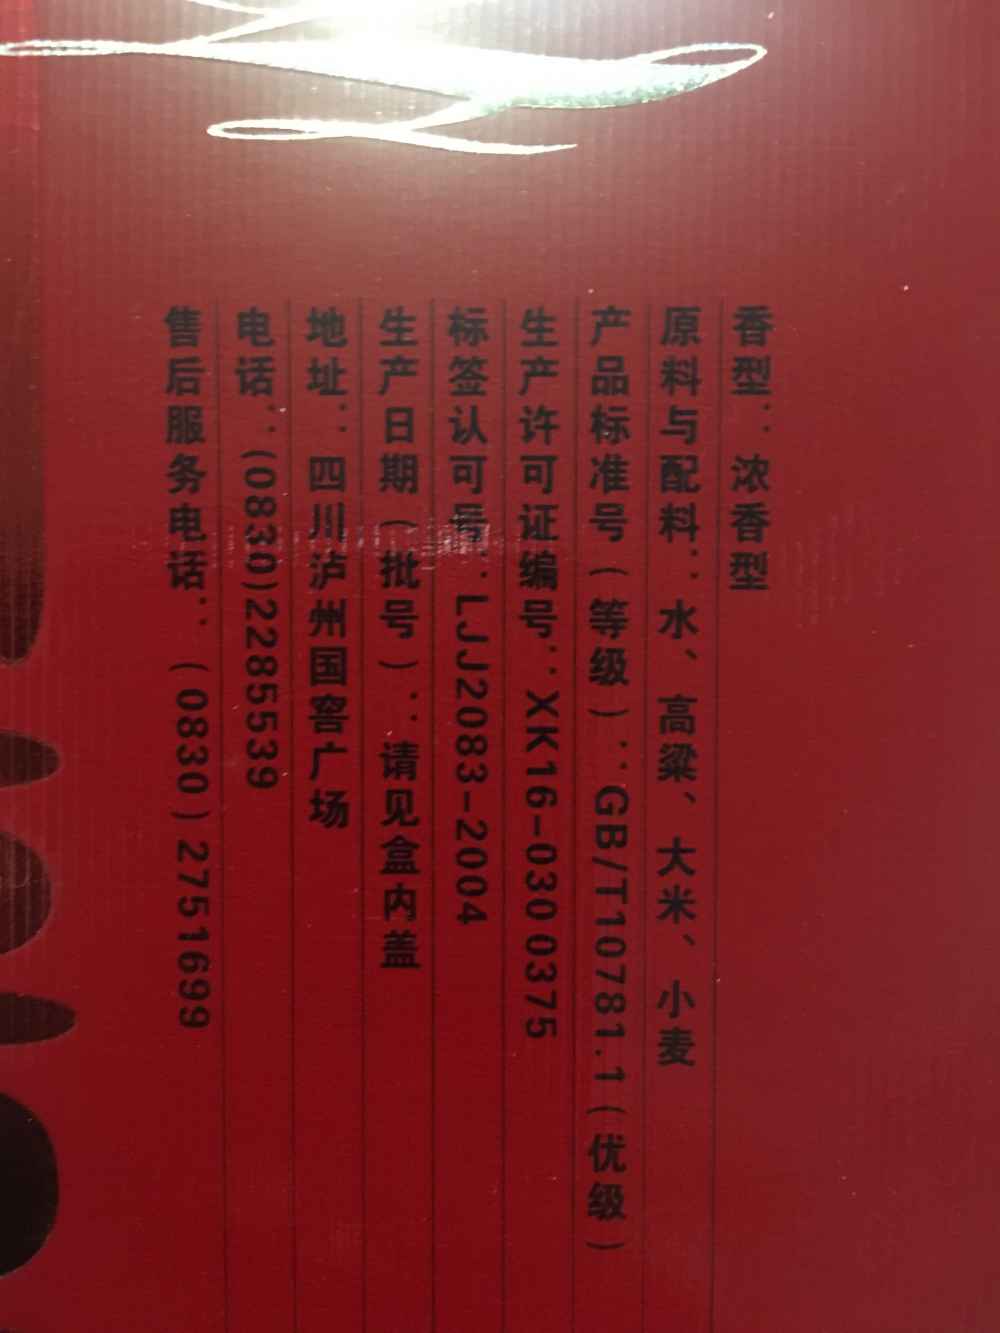 香型：浓香型
原料与配料：水、高粱、大米、小麦
产品标准号（等级）：GB/T10781.1（优级）
生产许可证编号：XK16-0300375
标签认可号：LJJ2083-2004
生产日期（批号）：请见盒内盖
地址：四川泸州国窖广场
电话：(0830)2285539
售后服务电话：（0830）2751699